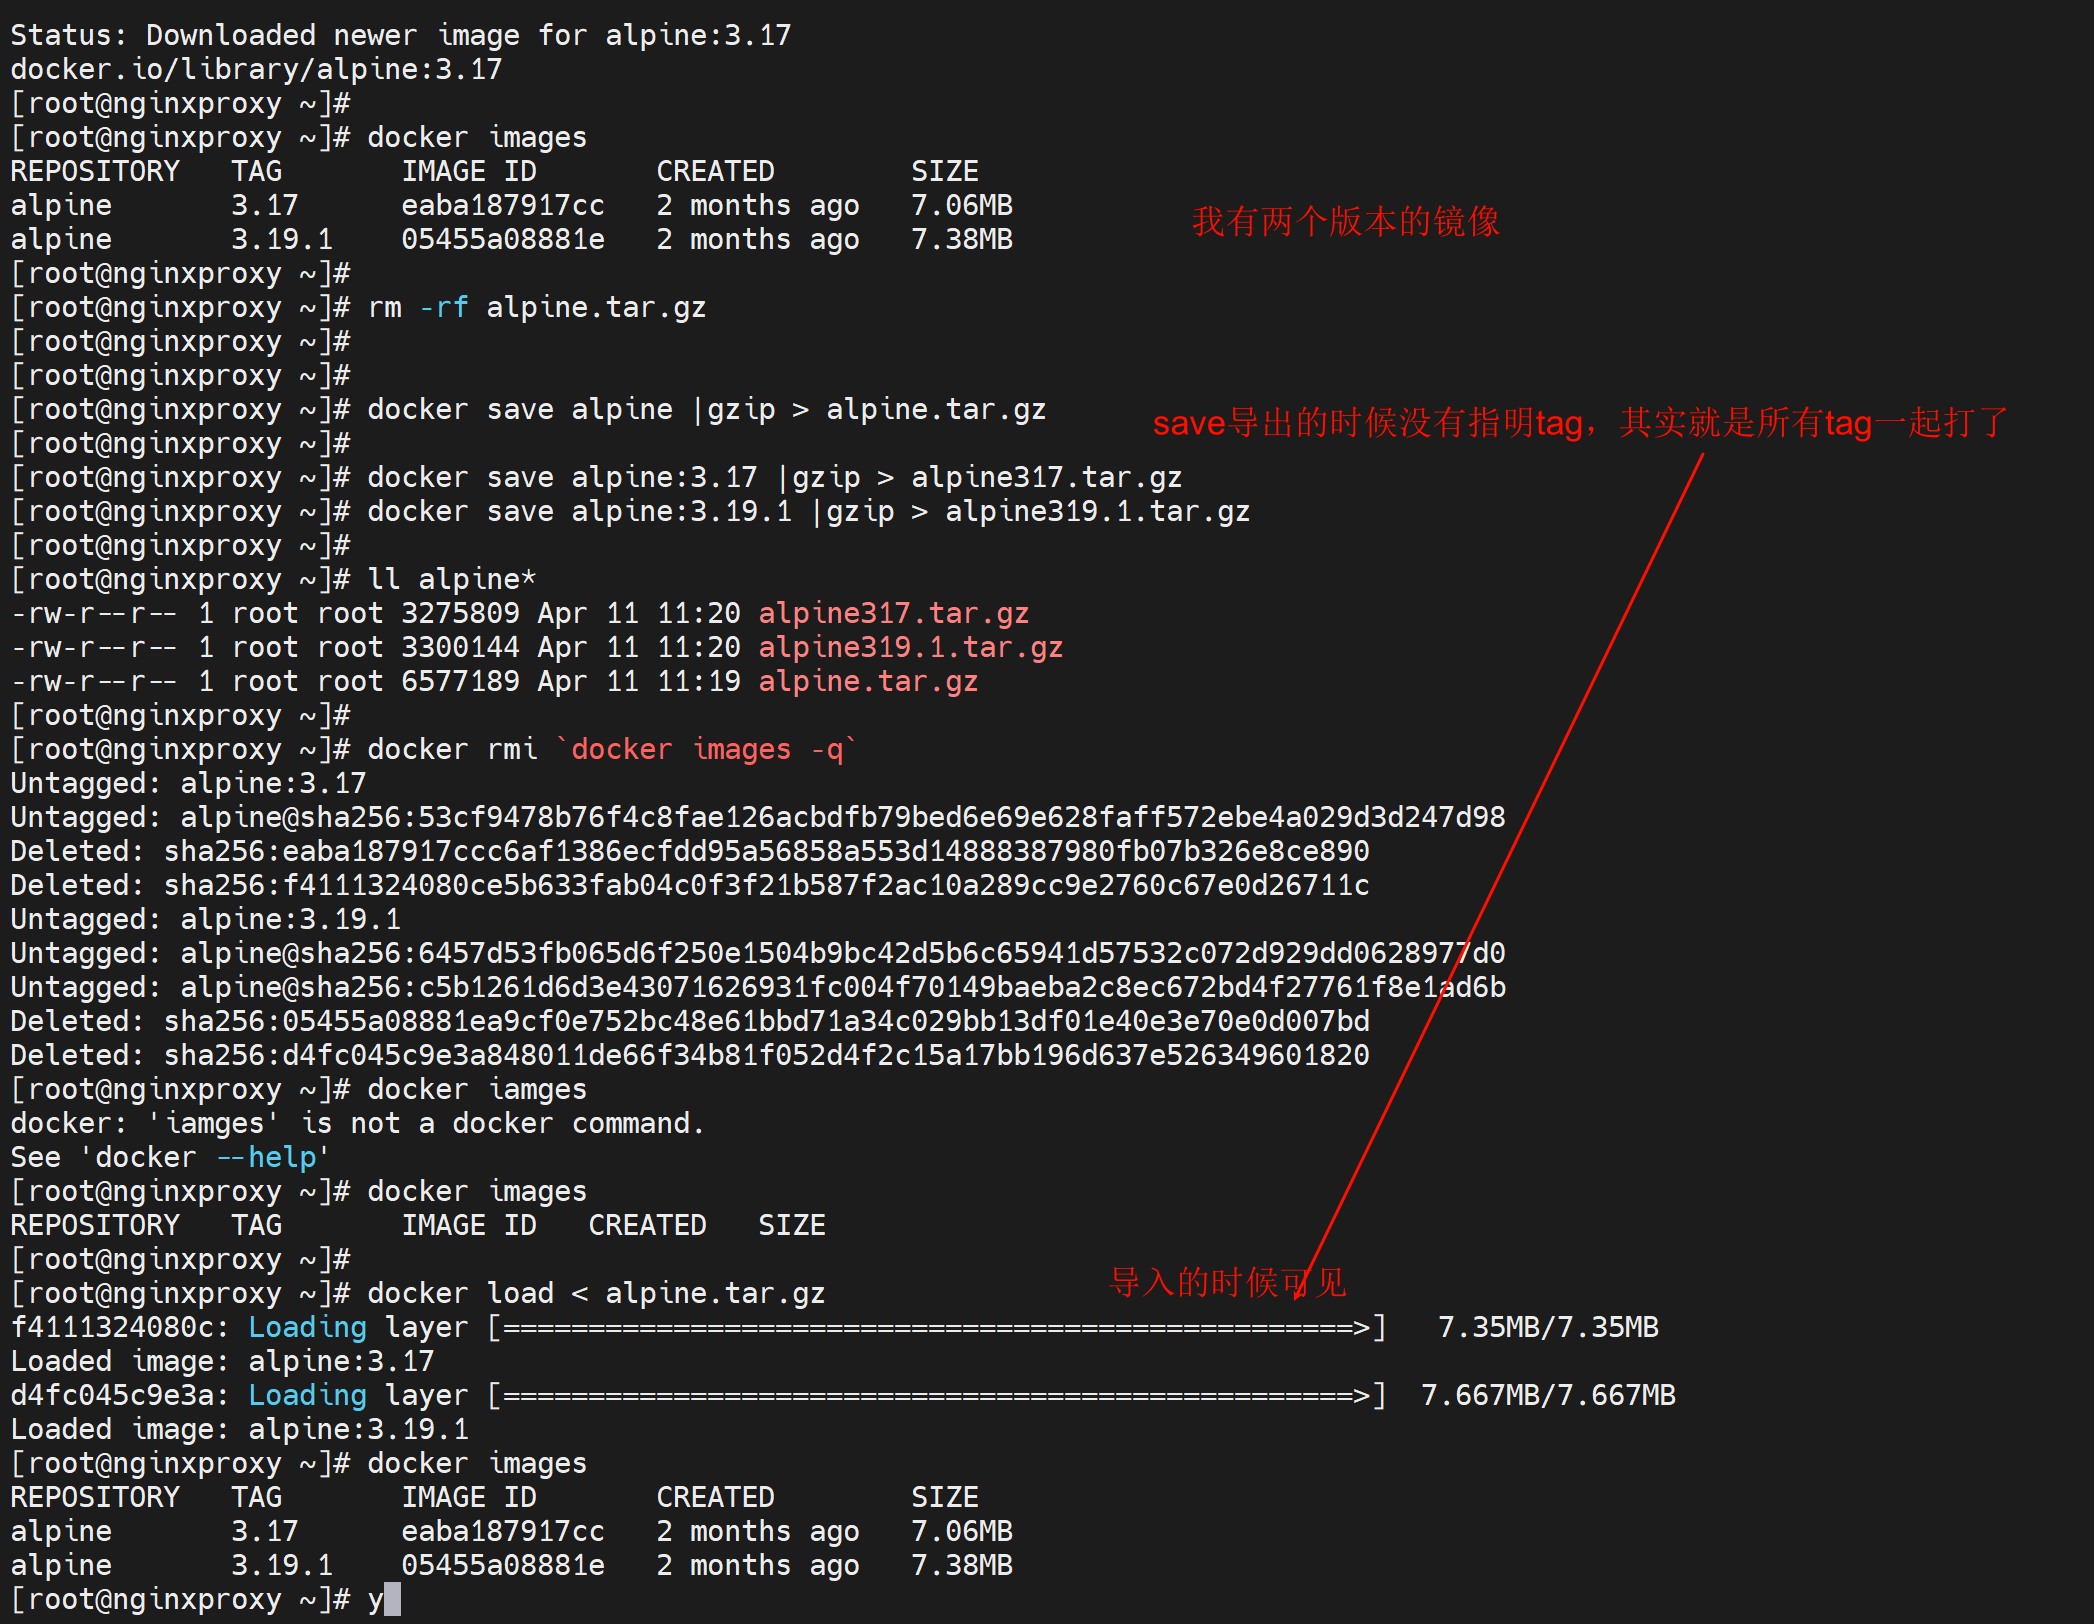 Status: Downloaded newer image for alpine:3.17
docker.io/library/alpine:3.17
[root@nginxproxy ~]#
[root@nginxproxy ~]# docker images
REPOSITORY   TAG       IMAGE ID       CREATED        SIZE
alpine       3.17      eaba187917cc   2 months ago   7.06MB
我有两个版本的镜像
alpine       3.19.1    05455a08881e   2 months ago   7.38MB
[root@nginxproxy ~]#
[root@nginxproxy ~]# rm -rf alpine.tar.gz
[root@nginxproxy ~]#
[root@nginxproxy ~]#
[root@nginxproxy ~]# docker save alpine |gzip > alpine.tar.gz
save导出的时候没有指明tag，其实就是所有tag一起打了
[root@nginxproxy ~]#
[root@nginxproxy ~]# docker save alpine:3.17 |gzip > alpine317.tar.gz
[root@nginxproxy ~]# docker save alpine:3.19.1 |gzip > alpine319.1.tar.gz
[root@nginxproxy ~]#
[root@nginxproxy ~]# ll alpine*
-rw-r--r-- 1 root root 3275809 Apr 11 11:20 alpine317.tar.gz
-rw-r--r-- 1 root root 3300144 Apr 11 11:20 alpine319.1.tar.gz
-rw-r--r-- 1 root root 6577189 Apr 11 11:19 alpine.tar.gz
[root@nginxproxy ~]#
[root@nginxproxy ~]# docker rmi `docker images -q`
Untagged: alpine:3.17
Untagged: alpine@sha256:53cf9478b76f4c8fae126acbdfb79bed6e69e628faff572ebe4a029d3d247d98
Deleted: sha256:eaba187917ccc6af1386ecfdd95a56858a553d14888387980fb07b326e8ce890
Deleted: sha256:f4111324080ce5b633fab04c0f3f21b587f2ac10a289cc9e2760c67e0d26711c
Untagged: alpine:3.19.1
Untagged: alpine@sha256:6457d53fb065d6f250e1504b9bc42d5b6c65941d57532c072d929dd0628977d0
Untagged: alpine@sha256:c5b1261d6d3e43071626931fc004f70149baeba2c8ec672bd4f27761f8e1ad6b
Deleted: sha256:05455a08881ea9cf0e752bc48e61bbd71a34c029bb13df01e40e3e70e0d007bd
Deleted: sha256:d4fc045c9e3a848011de66f34b81f052d4f2c15a17bb196d637e526349601820
[root@nginxproxy ~]# docker iamges
docker: 'iamges' is not a docker command.
See 'docker --help'
[root@nginxproxy ~]# docker images
REPOSITORY   TAG       IMAGE ID   CREATED   SIZE
[root@nginxproxy ~]#
导入的时候可见
[root@nginxproxy ~]# docker load < alpine.tar.gz
f4111324080c: Loading layer [==================================================>]   7.35MB/7.35MB
Loaded image: alpine:3.17
d4fc045c9e3a: Loading layer [==================================================>]  7.667MB/7.667MB
Loaded image: alpine:3.19.1
[root@nginxproxy ~]# docker images
REPOSITORY   TAG       IMAGE ID       CREATED        SIZE
alpine       3.17      eaba187917cc   2 months ago   7.06MB
alpine       3.19.1    05455a08881e   2 months ago   7.38MB
[root@nginxproxy ~]# y